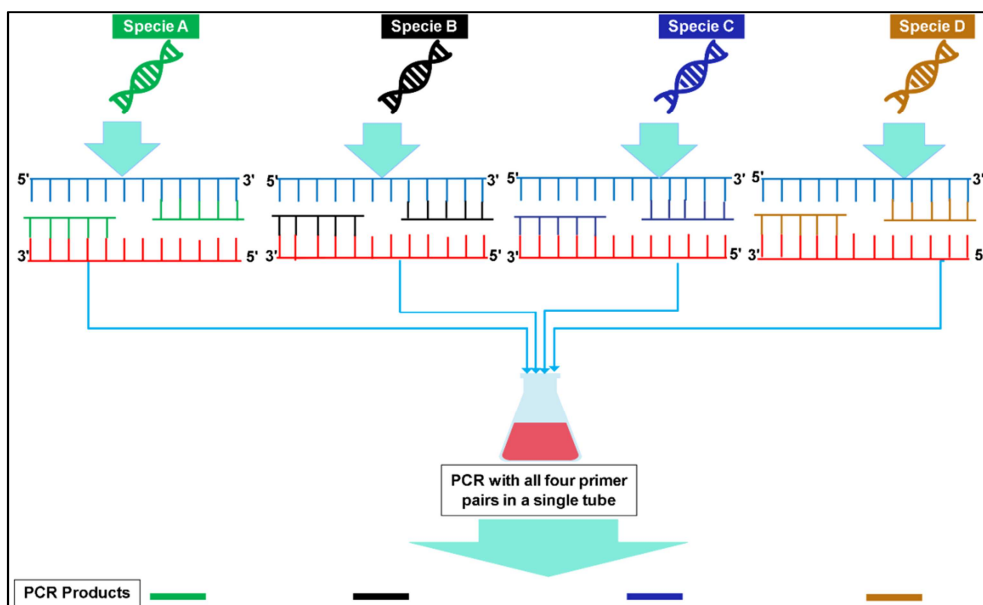 Specie A
Specie B
Specie C
Specie D
5' 3' 5' 3' 5' 3' 5' 3'
3' 5' 3' 5' 3' 5' 3' 5'
PCR with all four primer
pairs in a single tube
PCR Products